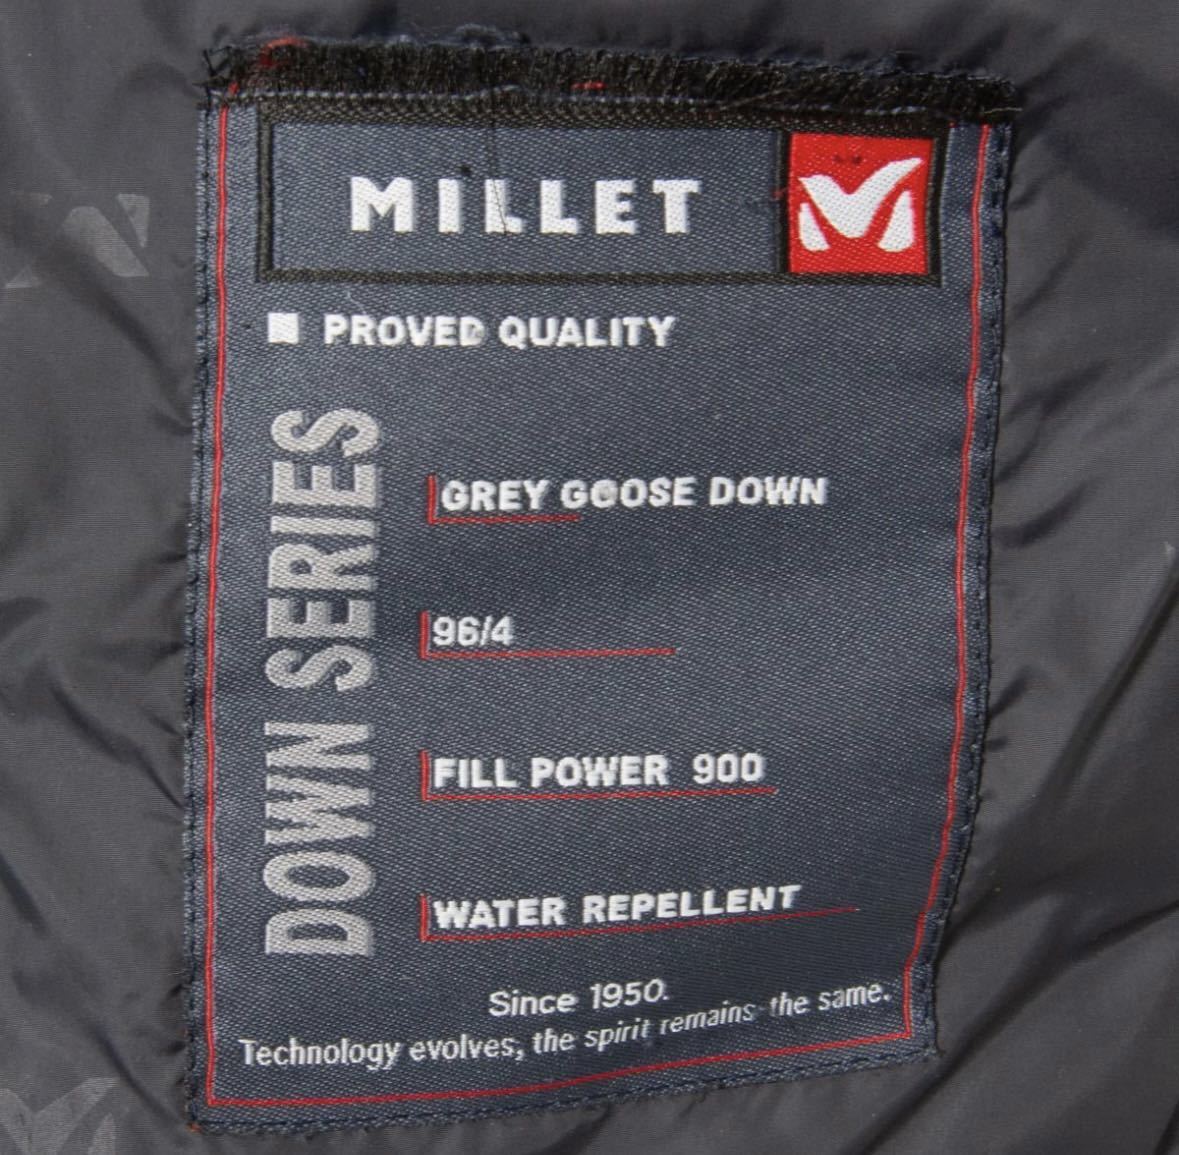 MILLET
PROVED QUALITY
DOWN SERIES
GREY GOOSE DOWN
96/4
FILL POWER 900
WATER REPELLENT
Since 1950.
Technology evolves, the spirit remains the same.